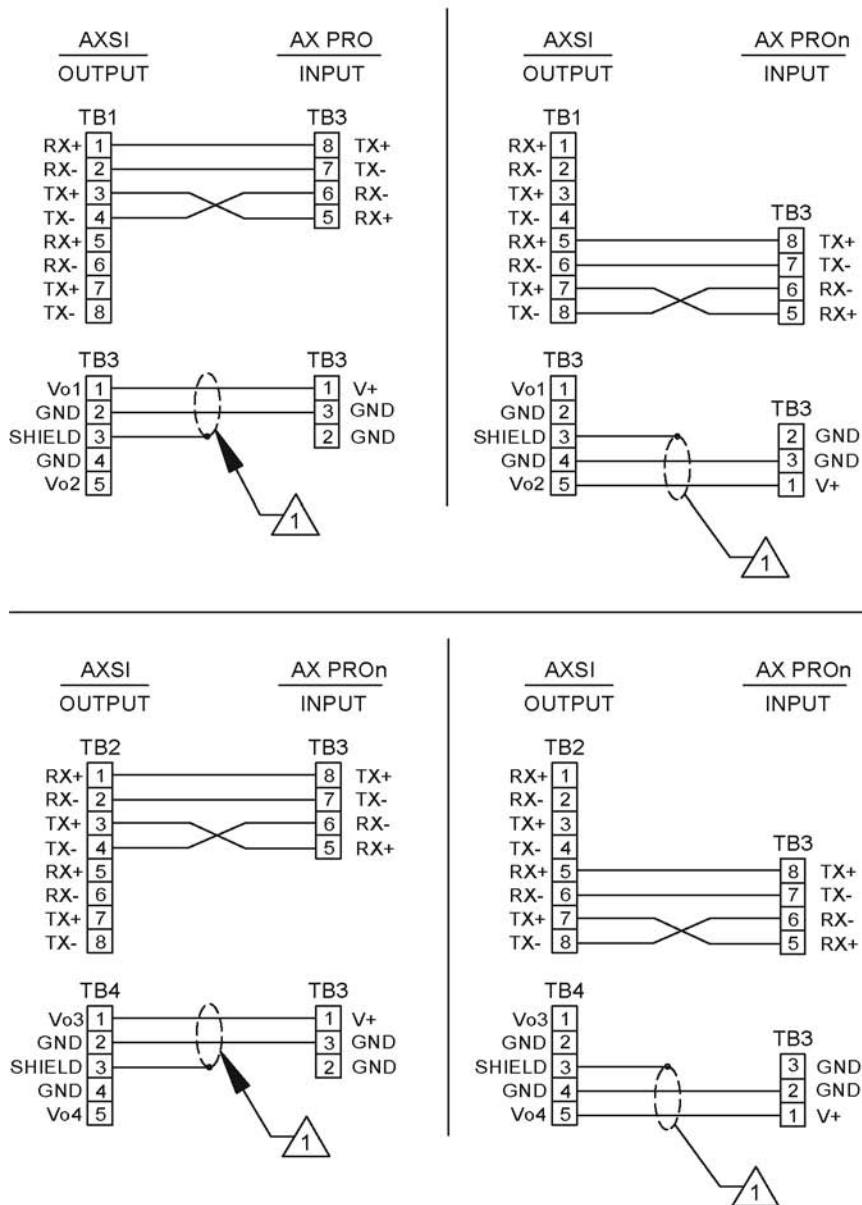 AXSI AX PRO
OUTPUT INPUT
TB1 TB3
RX+ 1 8 TX+
RX- 2 7 TX-
TX+ 3 6 RX-
TX- 4 5 RX+
RX+ 5
RX- 6
TX+ 7
TX- 8
TB3 TB3
Vo1 1 1 V+
GND 2 3 GND
SHIELD 3 2 GND
GND 4
Vo2 5
1
AXSI AX PROn
OUTPUT INPUT
TB1
RX+ 1
RX- 2
TX+ 3
TX- 4 TB3
RX+ 5 8 TX+
RX- 6 7 TX-
TX+ 7 6 RX-
TX- 8 5 RX+
TB3
Vo1 1
GND 2 TB3
SHIELD 3 2 GND
GND 4 3 GND
Vo2 5 1 V+
1
AXSI AX PROn
OUTPUT INPUT
TB2 TB3
RX+ 1 8 TX+
RX- 2 7 TX-
TX+ 3 6 RX-
TX- 4 5 RX+
RX+ 5
RX- 6
TX+ 7
TX- 8
TB4 TB3
Vo3 1 1 V+
GND 2 3 GND
SHIELD 3 2 GND
GND 4
Vo4 5
1
AXSI AX PROn
OUTPUT INPUT
TB2
RX+ 1
RX- 2
TX+ 3
TX- 4 TB3
RX+ 5 8 TX+
RX- 6 7 TX-
TX+ 7 6 RX-
TX- 8 5 RX+
TB4
Vo3 1
GND 2 TB3
SHIELD 3 3 GND
GND 4 2 GND
Vo4 5 1 V+
1